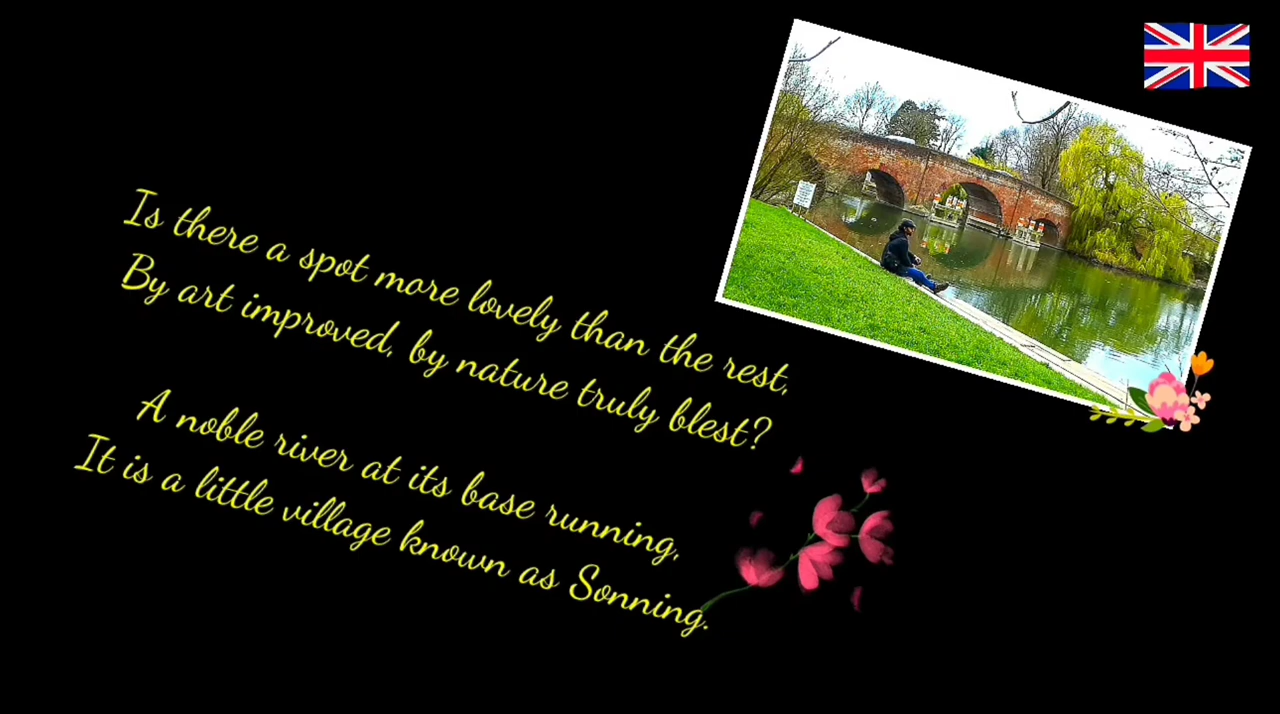 Is there a spot more lovely than the rest,
By art improved, by nature truly blest?
A noble river at its base running,
It is a little village known as Sonning.